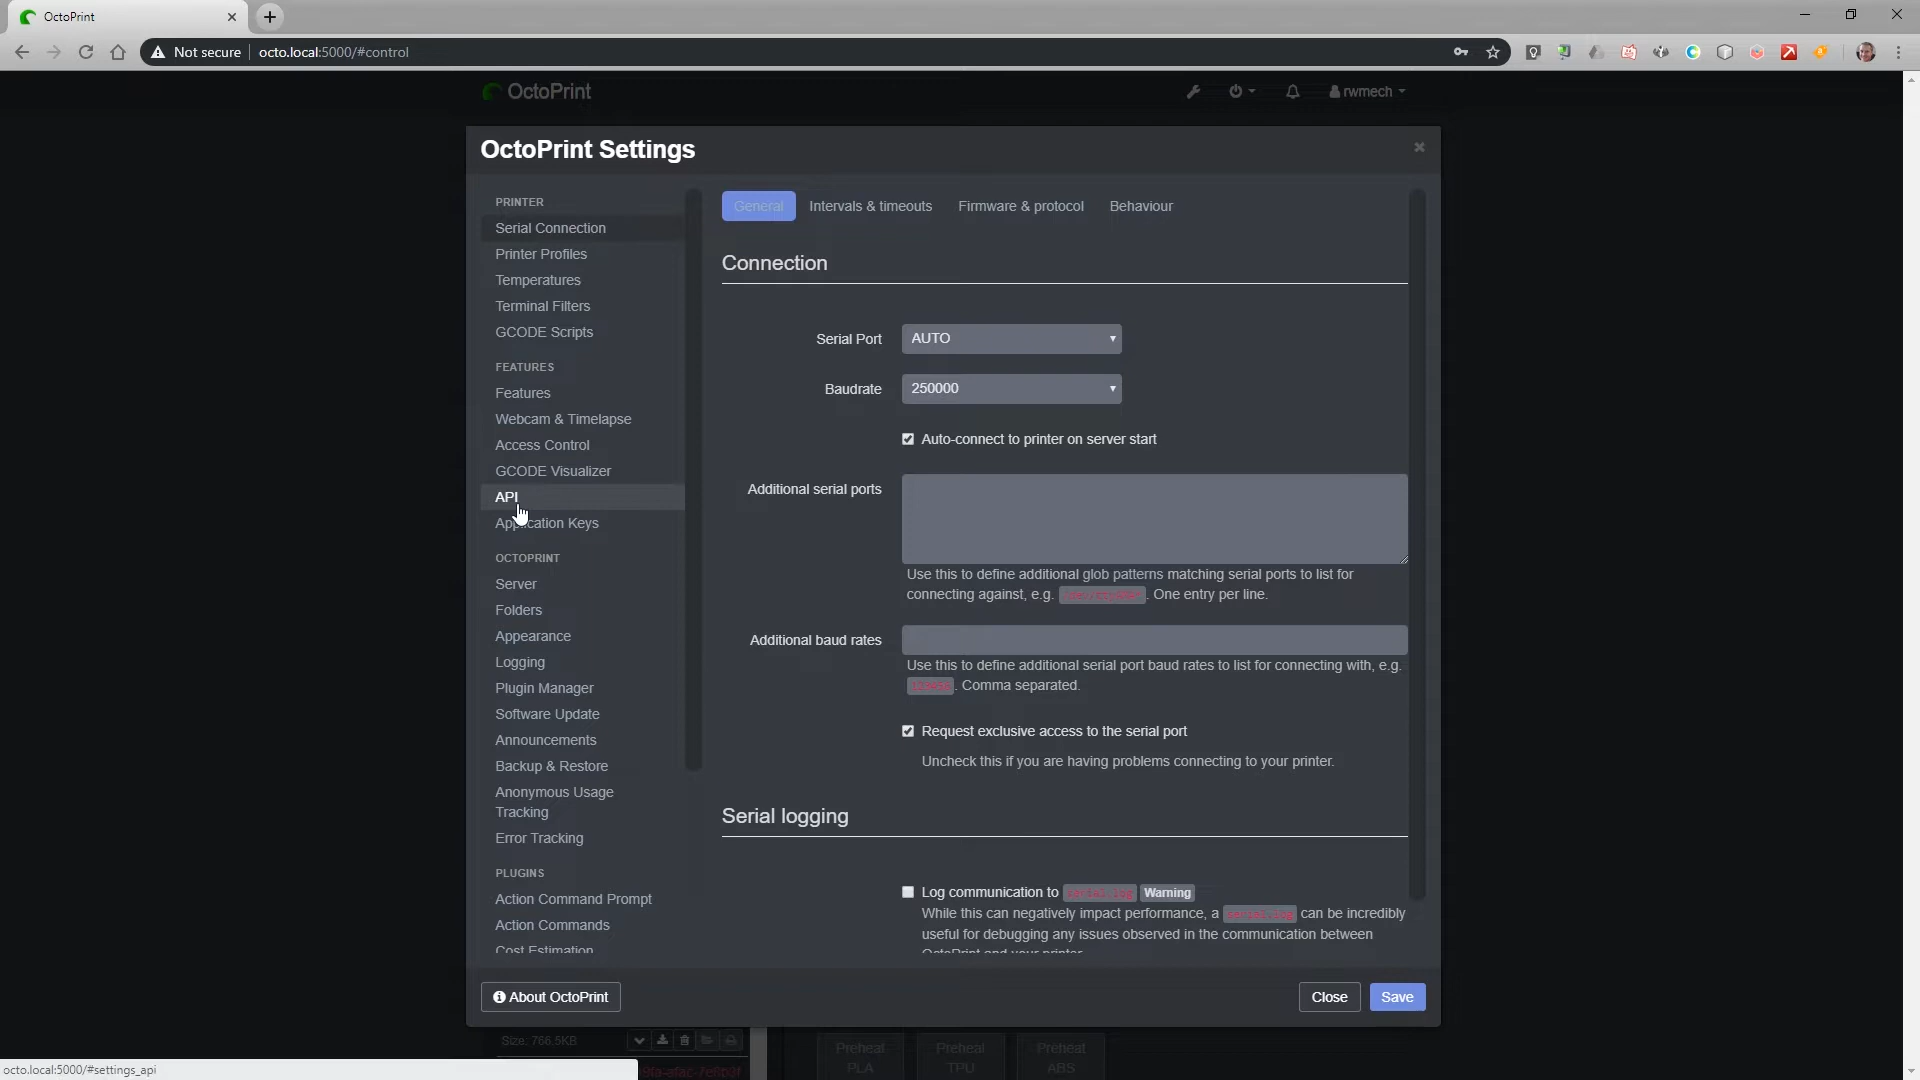 OctoPrint
Not secure | octo.local:5000/#control
OctoPrint
rwmech
OctoPrint Settings
PRINTER
Serial Connection
Printer Profiles
Temperatures
Terminal Filters
GCODE Scripts
FEATURES
Features
Webcam & Timelapse
Access Control
GCODE Visualizer
API
Application Keys
OCTOPRINT
Server
Folders
Appearance
Logging
Plugin Manager
Software Update
Announcements
Backup & Restore
Anonymous Usage
Tracking
Error Tracking
PLUGINS
Action Command Prompt
Action Commands
Cost Estimation
General Intervals & timeouts Firmware & protocol Behaviour
Connection
Serial Port AUTO
Baudrate 250000
Auto-connect to printer on server start
Additional serial ports
Use this to define additional glob patterns matching serial ports to list for
connecting against, e.g. . One entry per line.
Additional baud rates
Use this to define additional serial port baud rates to list for connecting with, e.g.
123456 . Comma separated.
Request exclusive access to the serial port
Uncheck this if you are having problems connecting to your printer.
Serial logging
Log communication to serial.log Warning
While this can negatively impact performance, a serial.log can be incredibly
useful for debugging any issues observed in the communication between
OctoPrint and your printer.
About OctoPrint
Close
Save
Size: 766.5KB
Preheat
PLA
Preheat
TPU
Preheat
ABS
octo.local:5000/#settings_api